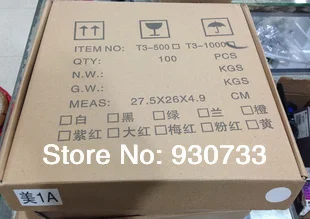 ITEM NO: T3-500□ T3-1000□
QTY: 100 PCS
N.W.: KGS
G.W.: KGS
MEAS: 27.5X26X4.9 CM
□白 □黑 □绿 □兰 □橙
□紫红 □大红 □梅红 □粉红 □黄
Store No: 930733
美1A